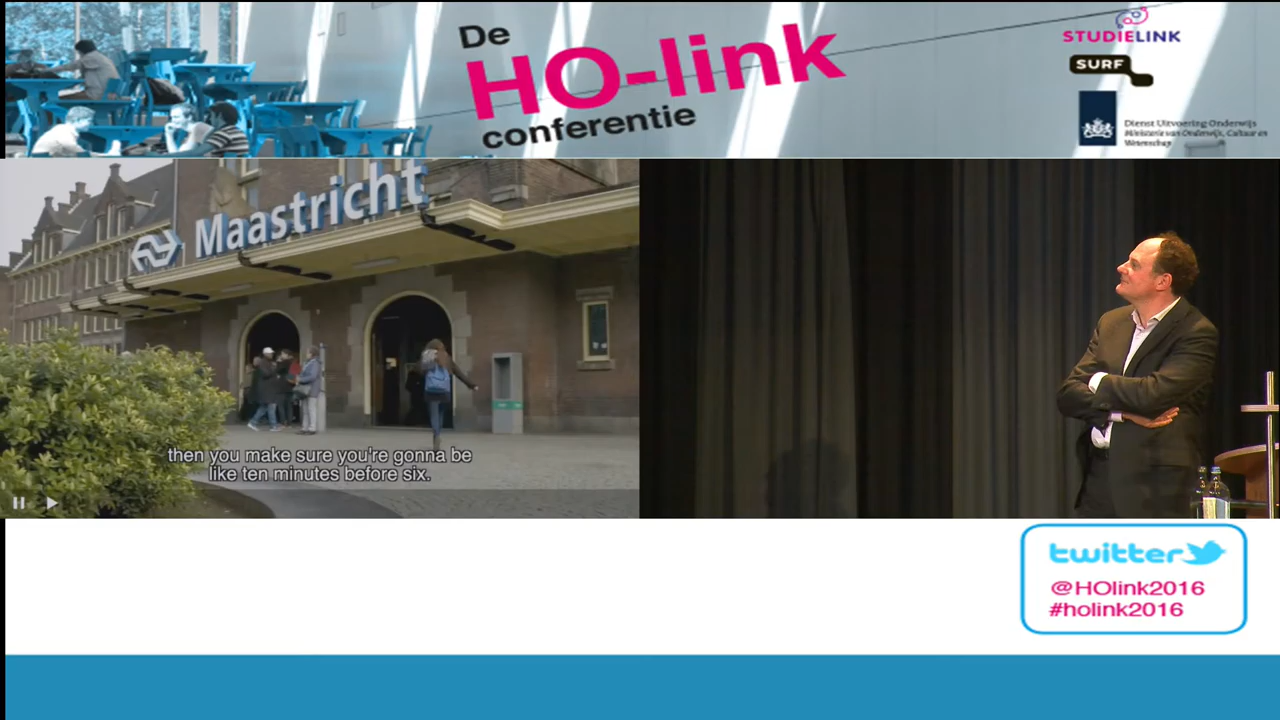 De
HO-link
conferentie
STUDIELINK
SURF
Dienst Uitvoering Onderwijs
Ministerie van Onderwijs, Cultuur en
Wetenschap
Maastricht
then you make sure you're gonna be
like ten minutes before six.
twitter
@HOlink2016
#holink2016